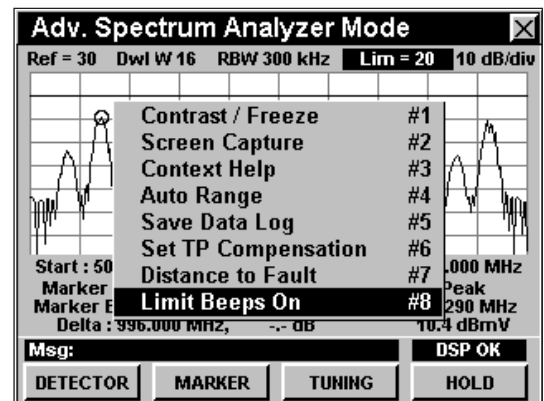 Adv. Spectrum Analyzer Mode
Ref = 30 Dwl W 16 RBW 300 kHz Lim = 20 10 dB/div
Contrast / Freeze #1
Screen Capture #2
Context Help #3
Auto Range #4
Save Data Log #5
Set TP Compensation #6
Distance to Fault #7
Limit Beeps On #8
Start : 50 .000 MHz
Marker Peak
Marker 290 MHz
Delta : 996.000 MHz, -.- dB 10.4 dBmV
Msg: DSP OK
DETECTOR MARKER TUNING HOLD